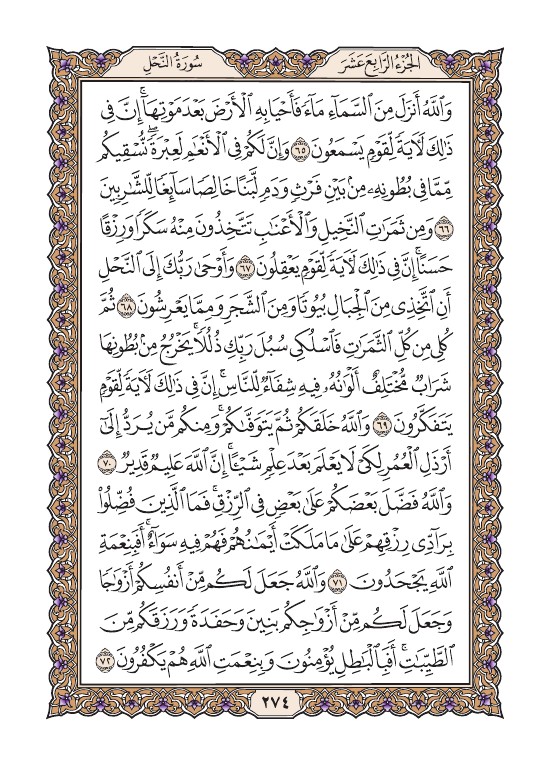 الجُزْءُ الرَّابِعَ عَشَرَ
سُورَةُ النَّحْلِ
وَٱللَّهُ أَنزَلَ مِنَ ٱلسَّمَآءِ مَآءً فَأَحْيَا بِهِ ٱلْأَرْضَ بَعْدَ مَوْتِهَآۚ إِنَّ فِى
ذَٰلِكَ لَءَايَةً لِّقَوْمٍ يَسْمَعُونَ ٦٥ وَإِنَّ لَكُمْ فِى ٱلْأَنْعَٰمِ لَعِبْرَةًۖ نُّسْقِيكُم
مِّمَّا فِى بُطُونِهِۦ مِنۢ بَيْنِ فَرْثٍ وَدَمٍ لَّبَنًا خَالِصًا سَآئِغًا لِّلشَّٰرِبِينَ
٦٦ وَمِن ثَمَرَٰتِ ٱلنَّخِيلِ وَٱلْأَعْنَٰبِ تَتَّخِذُونَ مِنْهُ سَكَرًا وَرِزْقًا
حَسَنًاۗ إِنَّ فِى ذَٰلِكَ لَءَايَةً لِّقَوْمٍ يَعْقِلُونَ ٦٧ وَأَوْحَىٰ رَبُّكَ إِلَى ٱلنَّحْلِ
أَنِ ٱتَّخِذِى مِنَ ٱلْجِبَالِ بُيُوتًا وَمِنَ ٱلشَّجَرِ وَمِمَّا يَعْرِشُونَ ٦٨ ثُمَّ
كُلِى مِن كُلِّ ٱلثَّمَرَٰتِ فَٱسْلُكِى سُبُلَ رَبِّكِ ذُلُلًاۚ يَخْرُجُ مِنۢ بُطُونِهَا
شَرَابٌ مُّخْتَلِفٌ أَلْوَٰنُهُۥ فِيهِ شِفَآءٌ لِّلنَّاسِۗ إِنَّ فِى ذَٰلِكَ لَءَايَةً لِّقَوْمٍ
يَتَفَكَّرُونَ ٦٩ وَٱللَّهُ خَلَقَكُمْ ثُمَّ يَتَوَفَّىٰكُمْۚ وَمِنكُم مَّن يُرَدُّ إِلَىٰٓ
أَرْذَلِ ٱلْعُمُرِ لِكَىْ لَا يَعْلَمَ بَعْدَ عِلْمٍ شَيْـًٔاۚ إِنَّ ٱللَّهَ عَلِيمٌ قَدِيرٌ ٧٠
وَٱللَّهُ فَضَّلَ بَعْضَكُمْ عَلَىٰ بَعْضٍ فِى ٱلرِّزْقِۚ فَمَا ٱلَّذِينَ فُضِّلُوا۟
بِرَآدِّى رِزْقِهِمْ عَلَىٰ مَا مَلَكَتْ أَيْمَٰنُهُمْ فَهُمْ فِيهِ سَوَآءٌۚ أَفَبِنِعْمَةِ
ٱللَّهِ يَجْحَدُونَ ٧١ وَٱللَّهُ جَعَلَ لَكُم مِّنْ أَنفُسِكُمْ أَزْوَٰجًا
وَجَعَلَ لَكُم مِّنْ أَزْوَٰجِكُم بَنِينَ وَحَفَدَةً وَرَزَقَكُم مِّنَ
ٱلطَّيِّبَٰتِۚ أَفَبِٱلْبَٰطِلِ يُؤْمِنُونَ وَبِنِعْمَتِ ٱللَّهِ هُمْ يَكْفُرُونَ ٧٢
٢٧٤